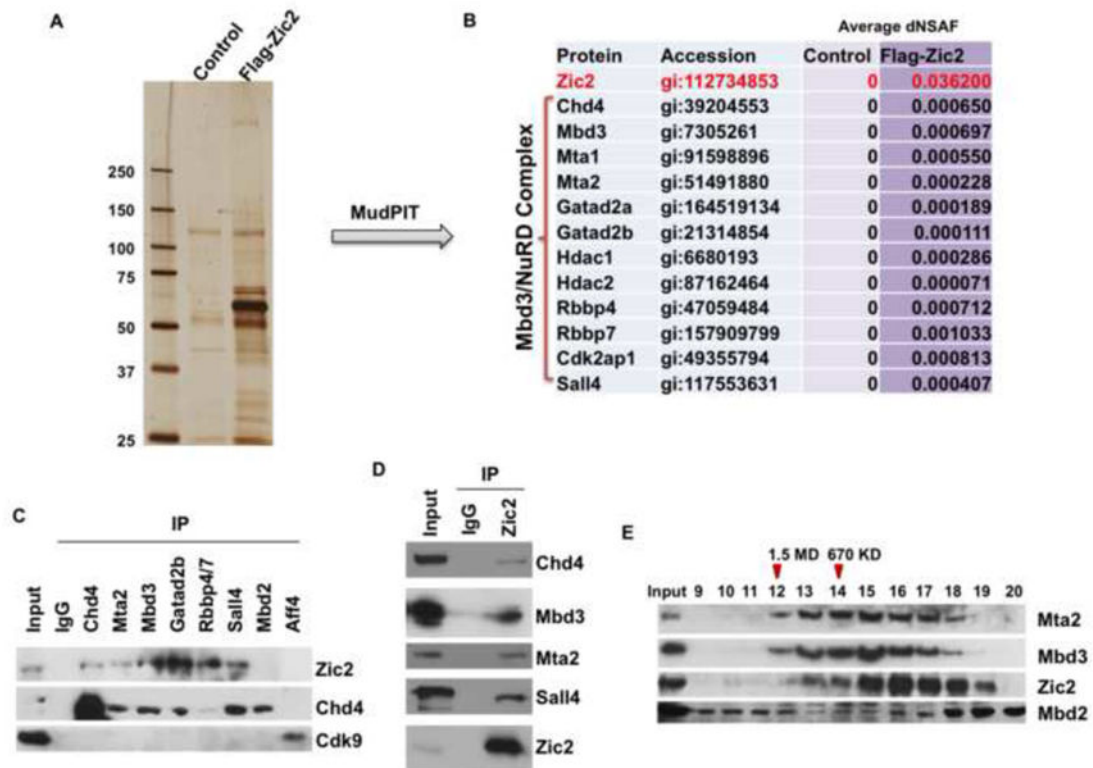 A
Control
Flag-Zic2
250
150
100
75
50
37
25
MudPIT
B
Average dNSAF
Protein Accession Control Flag-Zic2
Zic2 gi:112734853 0 0.036200
Chd4 gi:39204553 0 0.000650
Mbd3 gi:7305261 0 0.000697
Mta1 gi:91598896 0 0.000550
Mta2 gi:51491880 0 0.000228
Gatad2a gi:164519134 0 0.000189
Gatad2b gi:21314854 0 0.000111
Hdac1 gi:6680193 0 0.000286
Hdac2 gi:87162464 0 0.000071
Rbbp4 gi:47059484 0 0.000712
Rbbp7 gi:157909799 0 0.001033
Cdk2ap1 gi:49355794 0 0.000813
Sall4 gi:117553631 0 0.000407
Mbd3/NuRD Complex
C
IP
Input IgG Chd4 Mta2 Mbd3 Gatad2b Rbbp4/7 Sall4 Mbd2 Aff4
Zic2
Chd4
Cdk9
D
IP
Input IgG Zic2
Chd4
Mbd3
Mta2
Sall4
Zic2
E
1.5 MD 670 KD
Input 9 10 11 12 13 14 15 16 17 18 19 20
Mta2
Mbd3
Zic2
Mbd2